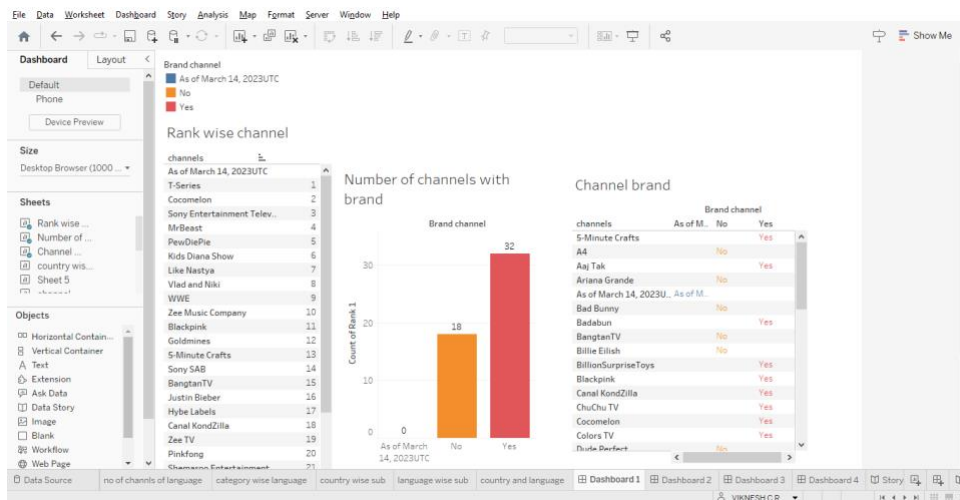 File Data Worksheet Dashboard Story Analysis Map Format Server Window Help
Show Me
Dashboard Layout
Default
Phone
Device Preview
Size
Desktop Browser (1000 ...
Sheets
Rank wise ...
Number of ...
Channel ...
country wis...
Sheet 5
Objects
Horizontal Contain...
Vertical Container
A Text
Extension
Ask Data
Data Story
Image
Blank
Workflow
Web Page
Brand channel
As of March 14, 2023UTC
No
Yes
Rank wise channel
channels
As of March 14, 2023UTC
T-Series 1
Cocomelon 2
Sony Entertainment Telev.. 3
MrBeast 4
PewDiePie 5
Kids Diana Show 6
Like Nastya 7
Vlad and Niki 8
WWE 9
Zee Music Company 10
Blackpink 11
Goldmines 12
5-Minute Crafts 13
Sony SAB 14
BangtanTV 15
Justin Bieber 16
Hybe Labels 17
Canal KondZilla 18
Zee TV 19
Pinkfong 20
Shemaroo Entertainment 21
Number of channels with
brand
Brand channel
Count of Rank 1
30
20
10
0
0
18
32
As of March
14, 2023UTC
No
Yes
Channel brand
Brand channel
channels As of M.. No Yes
5-Minute Crafts Yes
A4 No
Aaj Tak Yes
Ariana Grande No
As of March 14, 2023U.. As of M..
Bad Bunny No
Badabun Yes
BangtanTV No
Billie Eilish No
BillionSurpriseToys Yes
Blackpink Yes
Canal KondZilla Yes
ChuChu TV Yes
Cocomelon Yes
Colors TV Yes
Dude Perfect No
Data Source no of channls of language category wise language country wise sub language wise sub country and language Dashboard 1 Dashboard 2 Dashboard 3 Dashboard 4 Story
VIKNESH C R